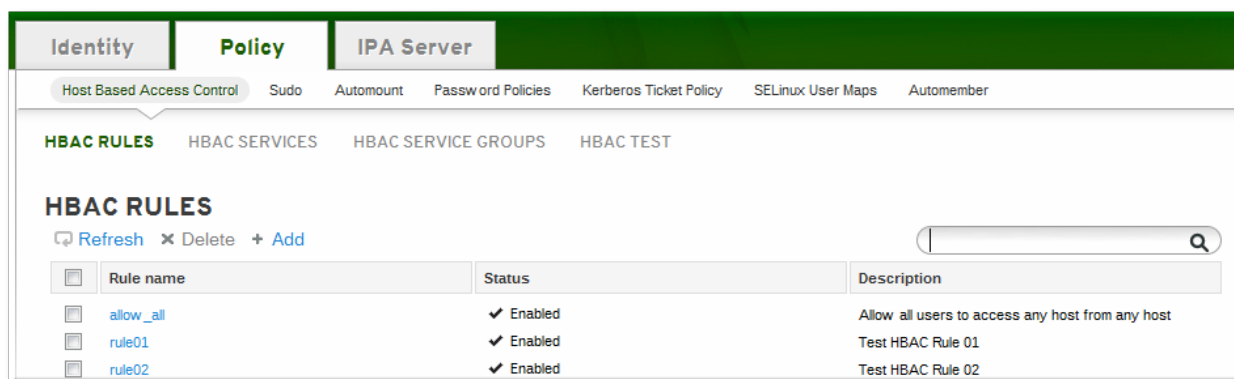 Identity Policy IPA Server
Host Based Access Control Sudo Automount Password Policies Kerberos Ticket Policy SELinux User Maps Automember
HBAC RULES HBAC SERVICES HBAC SERVICE GROUPS HBAC TEST
HBAC RULES
Refresh Delete Add
Rule name Status Description
allow_all Enabled Allow all users to access any host from any host
rule01 Enabled Test HBAC Rule 01
rule02 Enabled Test HBAC Rule 02